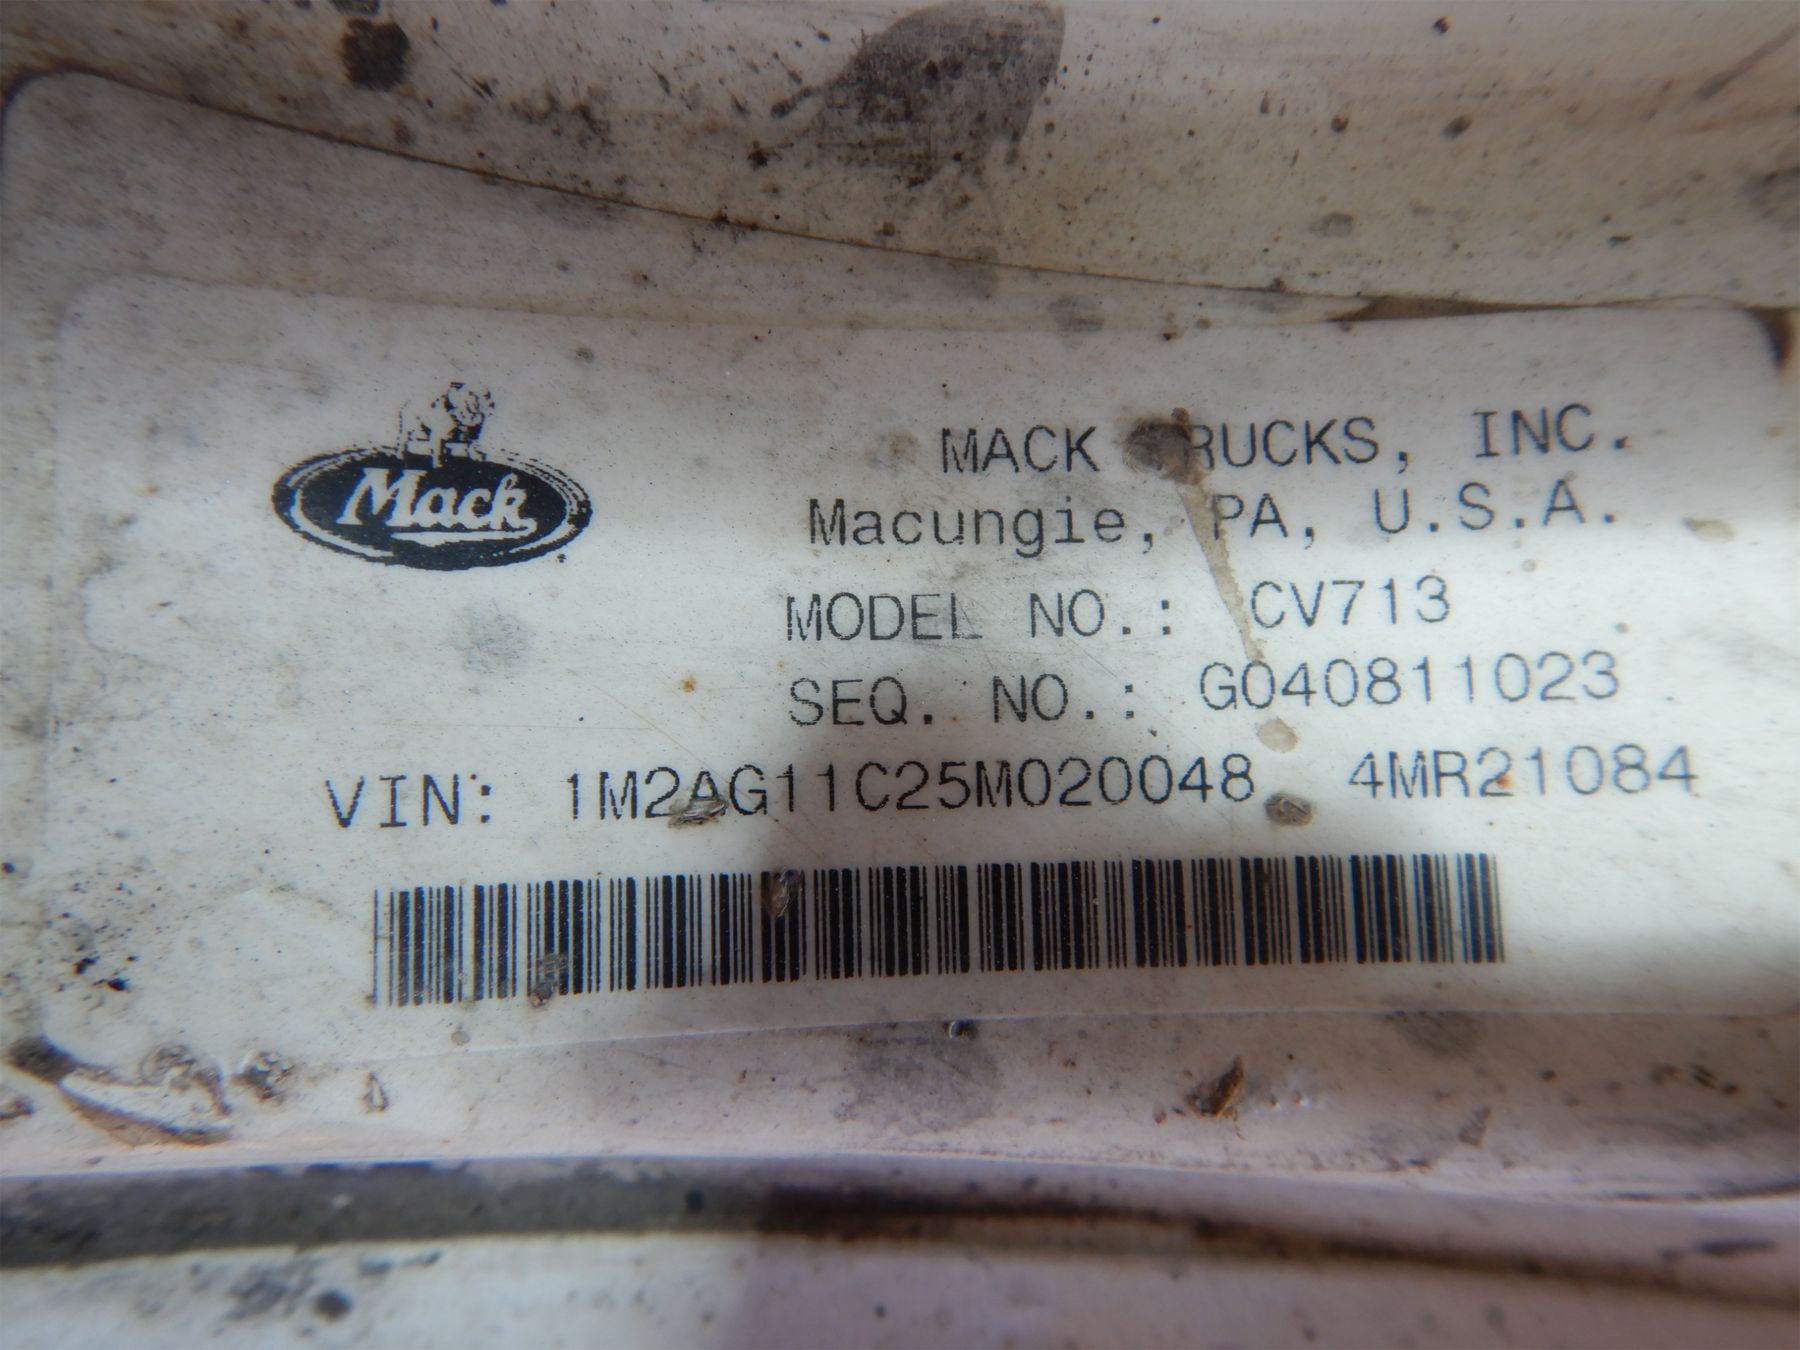 Mack
MACK TRUCKS, INC.
Macungie, PA, U.S.A.
MODEL NO.: CV713
SEQ. NO.: G040811023
VIN: 1M2AG11C25M020048 4MR21084